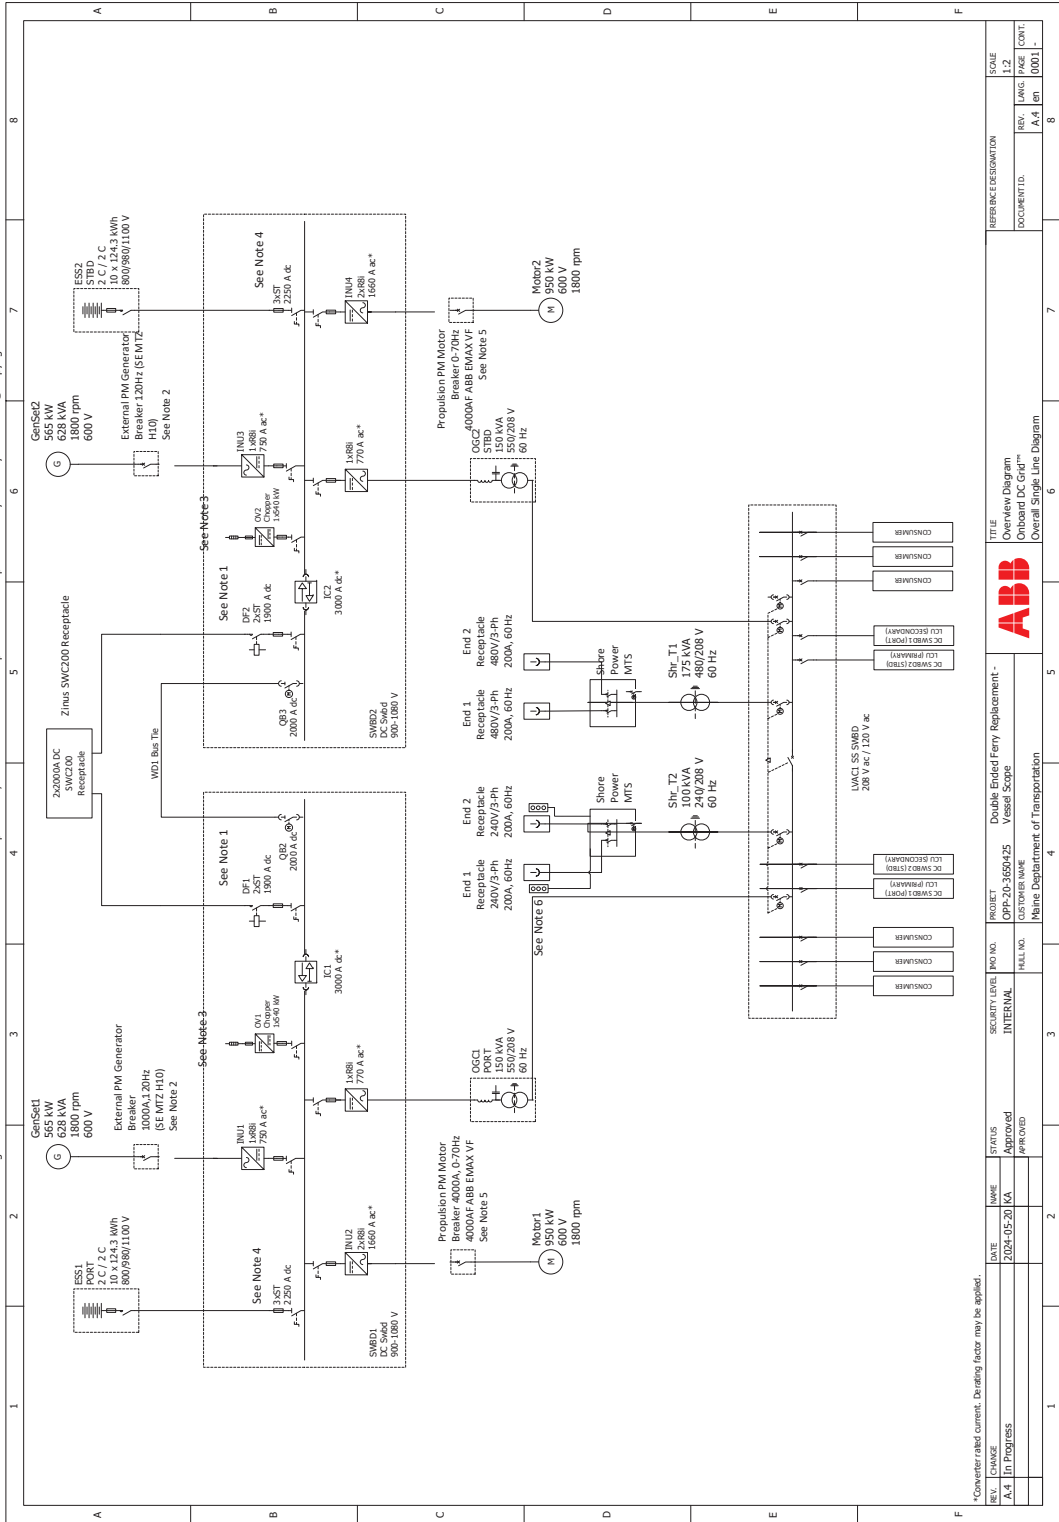 1
2
3
4
5
6
7
8
A
B
C
D
E
F
ESS1
PORT
2 C / 2 C
10 x 124.3 kWh
800/980/1100 V
GenSet1
565 kW
628 kVA
1800 rpm
600 V
External PM Generator
Breaker
1000A,120Hz
(SE MTZ H10)
See Note 2
2x2000A DC
SWC200
Receptacle
Zinus SWC200 Receptacle
WD1 Bus Tie
GenSet2
565 kW
628 kVA
1800 rpm
600 V
External PM Generator
Breaker 120Hz (SE MTZ
H10)
See Note 2
ESS2
STBD
2 C / 2 C
10 x 124.3 kWh
800/980/1100 V
See Note 4
3xST
2250 A dc
INU1
1xR8i
750 A ac*
See Note 3
OV1
Chopper
1x540 kW
See Note 1
DF1
2xST
1900 A dc
QB2
2000 A dc
IC1
3000 A dc*
INU2
2xR8i
1660 A ac*
1xR8i
770 A ac*
SWBD1
DC Swbd
900-1080 V
QB3
2000 A dc
See Note 1
DF2
2xST
1900 A dc
See Note 3
OV2
Chopper
1x540 kW
INU3
1xR8i
750 A ac*
See Note 4
3xST
2250 A dc
IC2
3000 A dc*
1xR8i
770 A ac*
INU4
2xR8i
1660 A ac*
SWBD2
DC Swbd
900-1080 V
Propulsion PM Motor
Breaker 4000A, 0-70Hz
4000AF ABB EMAX VF
See Note 5
Motor1
950 kW
600 V
1800 rpm
M
G
OGC1
PORT
150 kVA
550/208 V
60 Hz
End 1
Receptacle
240V/3-Ph
200A, 60Hz
End 2
Receptacle
240V/3-Ph
200A, 60Hz
See Note 6
Shore
Power
MTS
Shr_T2
100 kVA
240/208 V
60 Hz
End 1
Receptacle
480V/3-Ph
200A, 60Hz
End 2
Receptacle
480V/3-Ph
200A, 60Hz
Shore
Power
MTS
Shr_T1
175 kVA
480/208 V
60 Hz
OGC2
STBD
150 kVA
550/208 V
60 Hz
Propulsion PM Motor
Breaker 0-70Hz
4000AF ABB EMAX VF
See Note 5
Motor2
950 kW
600 V
1800 rpm
M
G
LVAC1 SS SWBD
208 V ac / 120 V ac
CONSUMER
CONSUMER
CONSUMER
DC SWBD1 (PORT)
LCU (PRIMARY)
DC SWBD2 (STBD)
LCU (SECONDARY)
DC SWBD2 (STBD)
LCU (PRIMARY)
DC SWBD1 (PORT)
LCU (SECONDARY)
CONSUMER
CONSUMER
CONSUMER
*Converter rated current. Derating factor may be applied.
REV. CHANGE DATE NAME STATUS SECURITY LEVEL IMO NO. PROJECT
A.4 In Progress 2024-05-20 KA Approved INTERNAL OPP-20-3650425 Double Ended Ferry Replacement -
Vessel Scope
APPROVED HULL NO. CUSTOMER NAME
Maine Deptartment of Transportation
ABB
TITLE
Overview Diagram
Onboard DC Grid™
Overall Single Line Diagram
REFERENCE DESIGNATION
SCALE
1:2
DOCUMENT ID. REV. LANG. PAGE CONT.
A.4 en 0001 -
1
2
3
4
5
6
7
8
A
B
C
D
E
F